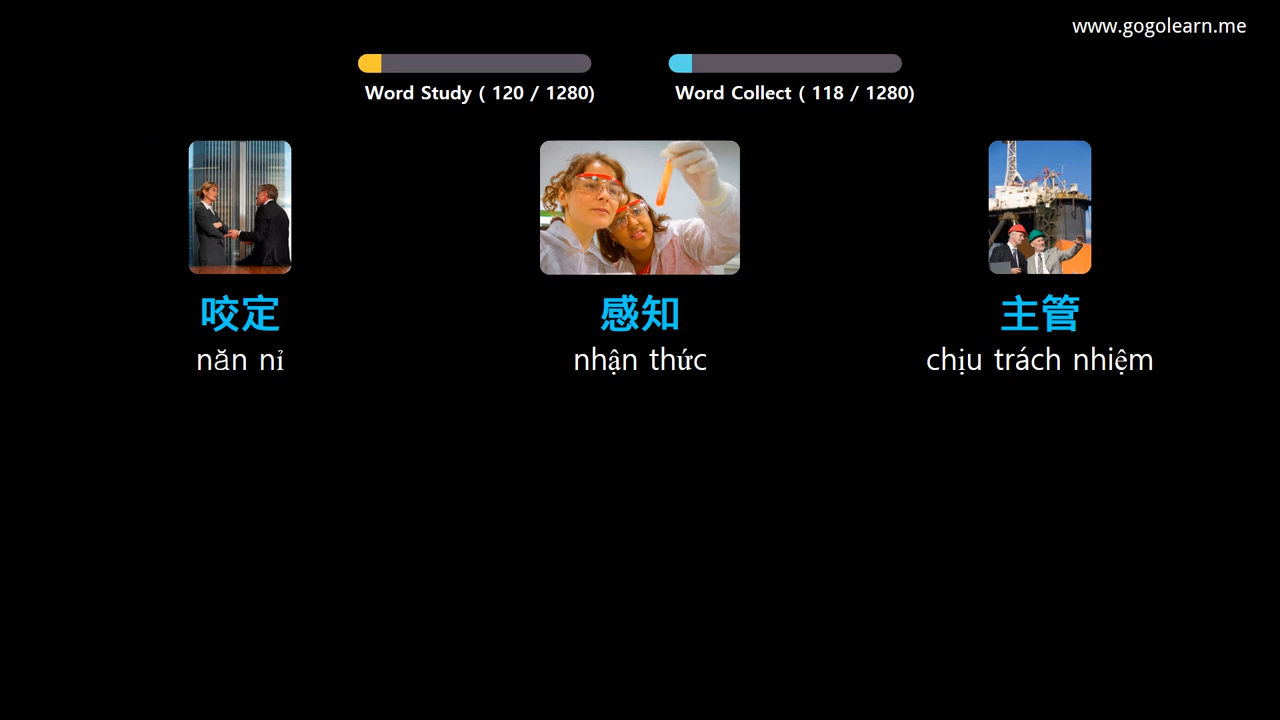 www.gogolearn.me
Word Study ( 120 / 1280)
Word Collect ( 118 / 1280)
咬定
感知
主管
năn nỉ
nhận thức
chịu trách nhiệm